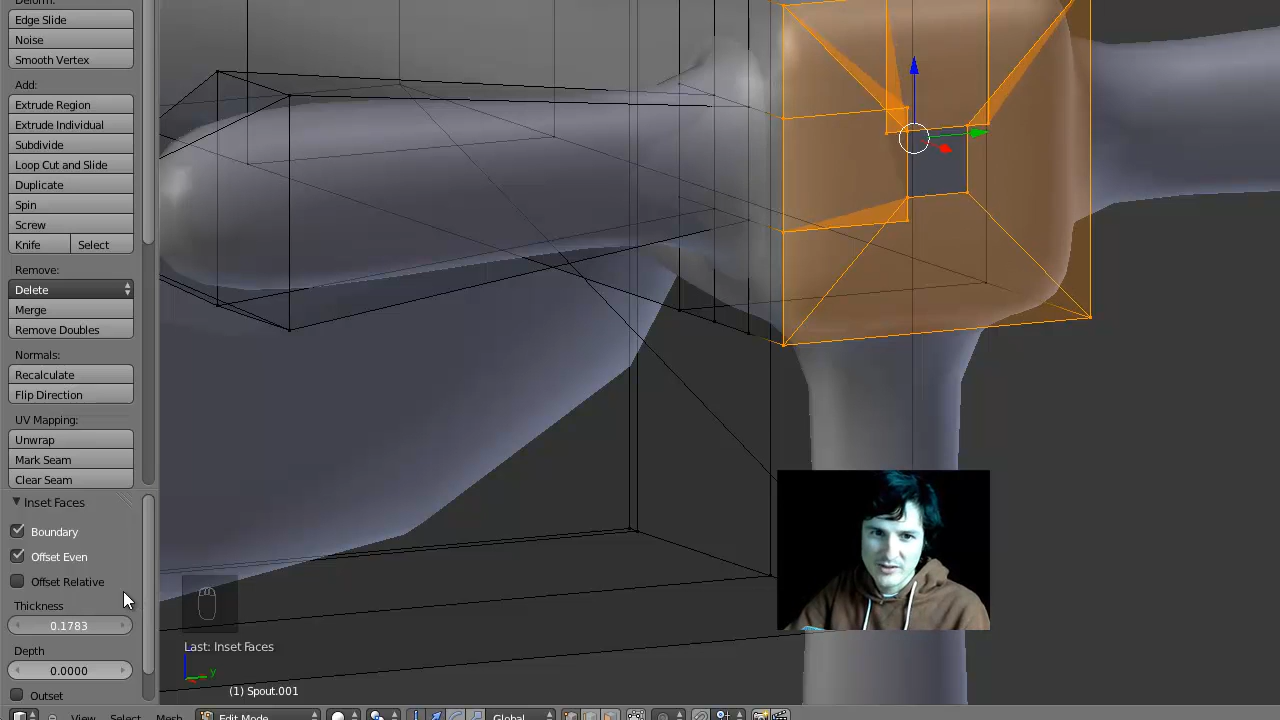 Deform:
Edge Slide
Noise
Smooth Vertex
Add:
Extrude Region
Extrude Individual
Subdivide
Loop Cut and Slide
Duplicate
Spin
Screw
Knife Select
Remove:
Delete
Merge
Remove Doubles
Normals:
Recalculate
Flip Direction
UV Mapping:
Unwrap
Mark Seam
Clear Seam
Inset Faces
Boundary
Offset Even
Offset Relative
Thickness
0.1783
Depth
0.0000
Outset
Last: Inset Faces
y
(1) Spout.001
View Select Mesh Edit Mode Global